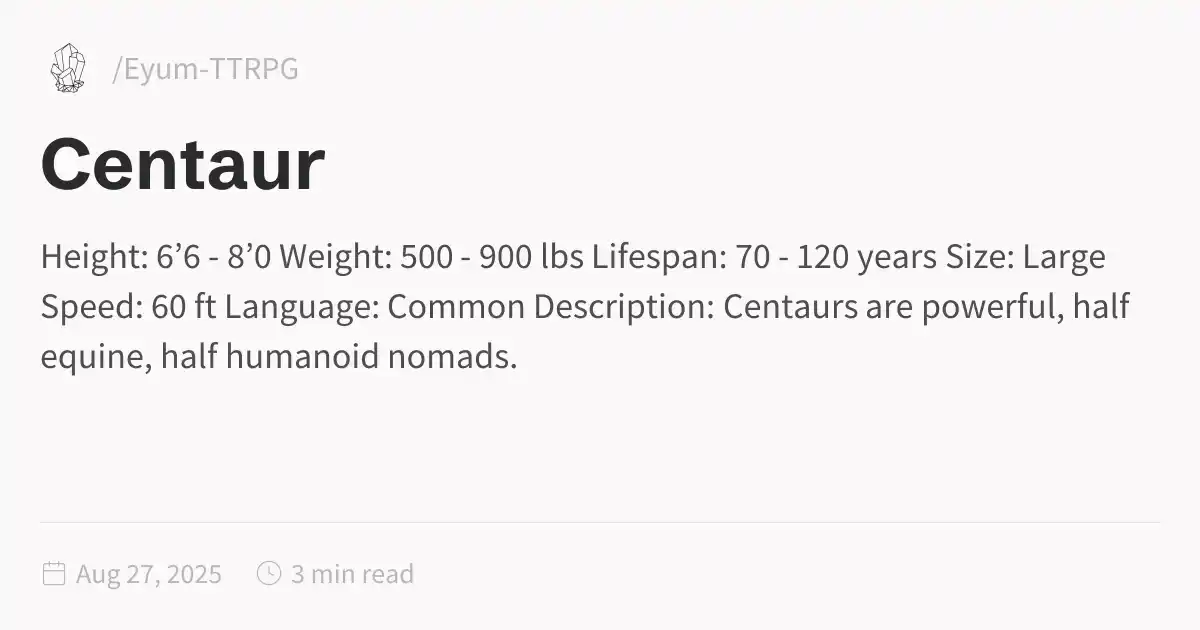 /Eyum-TTRPG
Centaur
Height: 6’6 - 8’0 Weight: 500 - 900 lbs Lifespan: 70 - 120 years Size: Large
Speed: 60 ft Language: Common Description: Centaurs are powerful, half
equine, half humanoid nomads.
Aug 27, 2025 3 min read